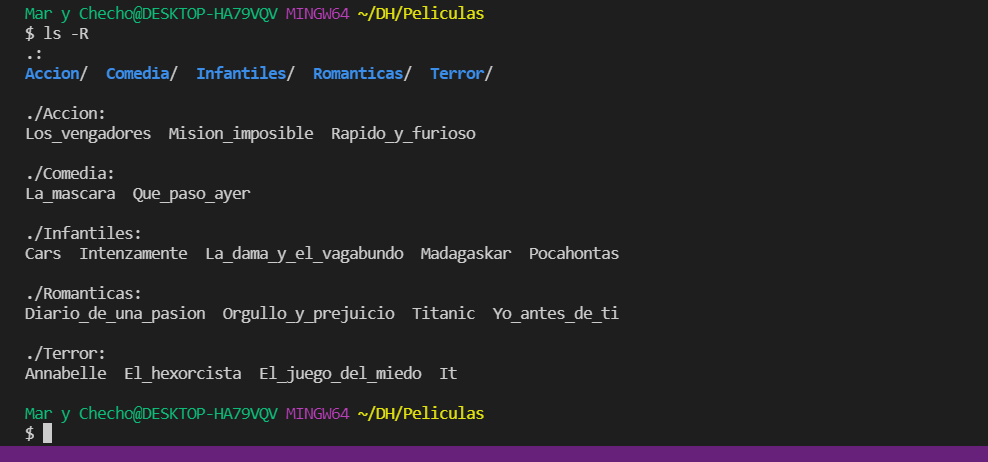 Mar y Checho@DESKTOP-HA79VQV MINGW64 ~/DH/Peliculas
$ ls -R
.:
Accion/  Comedia/  Infantiles/  Romanticas/  Terror/
./Accion:
Los_vengadores  Mision_imposible  Rapido_y_furioso
./Comedia:
La_mascara  Que_paso_ayer
./Infantiles:
Cars  Intenzamente  La_dama_y_el_vagabundo  Madagaskar  Pocahontas
./Romanticas:
Diario_de_una_pasion  Orgullo_y_prejuicio  Titanic  Yo_antes_de_ti
./Terror:
Annabelle  El_hexorcista  El_juego_del_miedo  It
Mar y Checho@DESKTOP-HA79VQV MINGW64 ~/DH/Peliculas
$